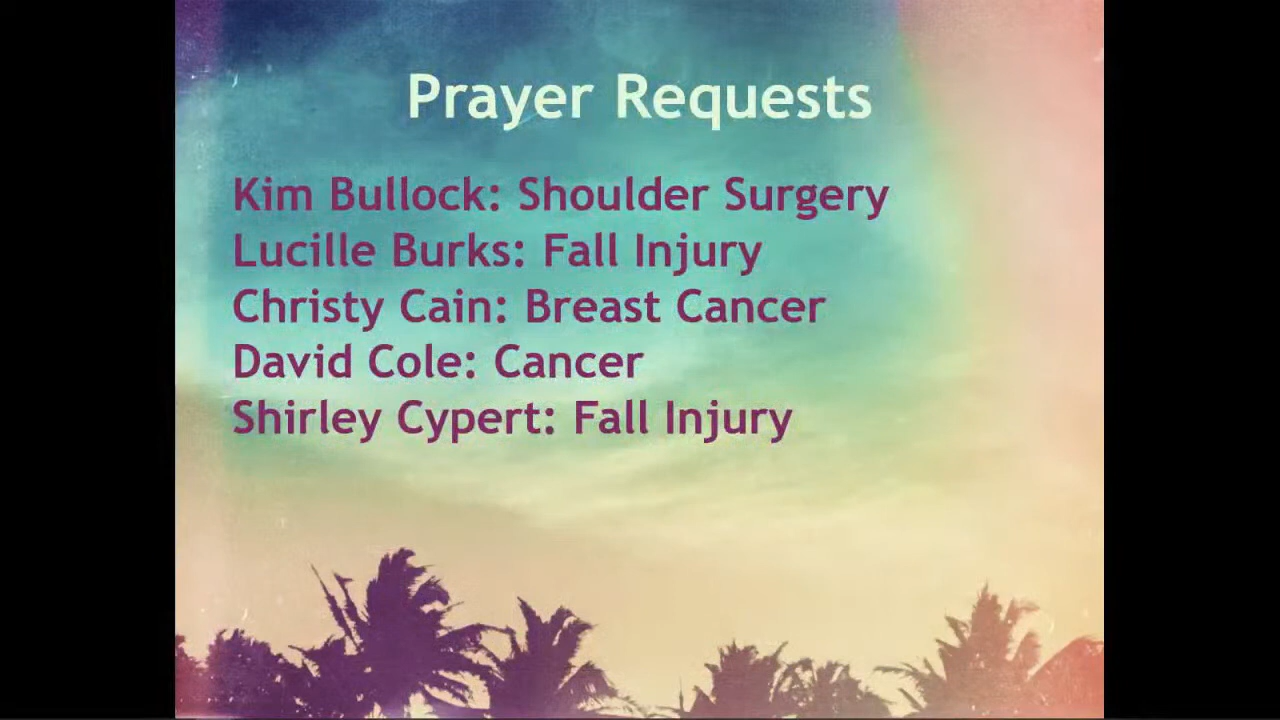 Prayer Requests
Kim Bullock: Shoulder Surgery
Lucille Burks: Fall Injury
Christy Cain: Breast Cancer
David Cole: Cancer
Shirley Cypert: Fall Injury